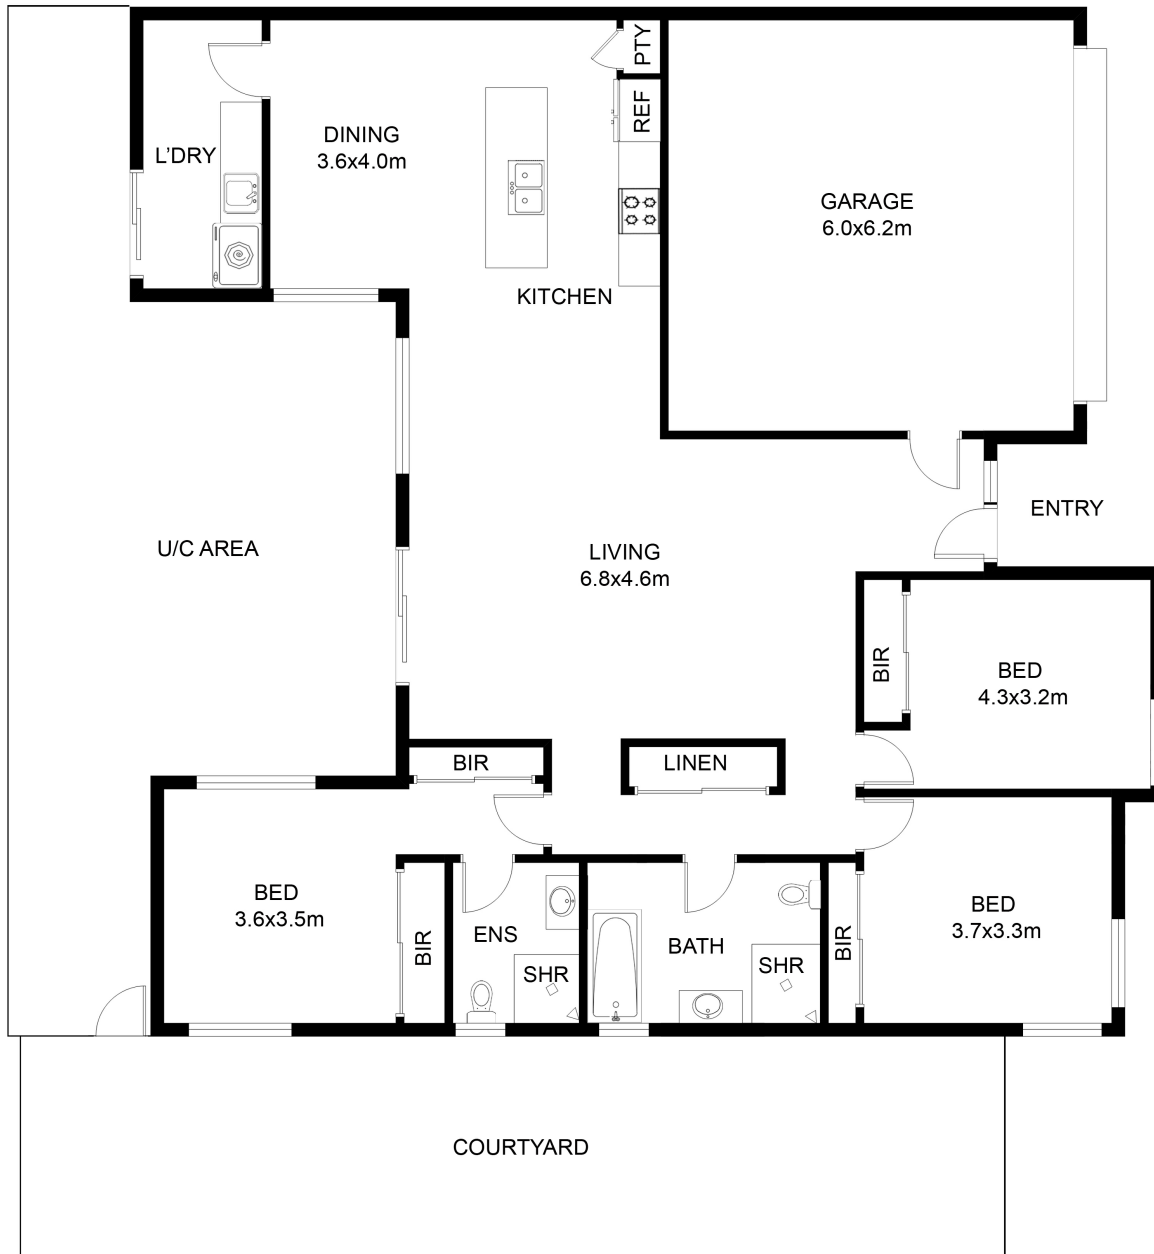 PTY
REF
DINING
3.6x4.0m
L'DRY
GARAGE
6.0x6.2m
KITCHEN
ENTRY
U/C AREA
LIVING
6.8x4.6m
BIR
BED
4.3x3.2m
BIR
LINEN
BED
3.6x3.5m
BIR
ENS
SHR
BATH
SHR
BIR
BED
3.7x3.3m
COURTYARD